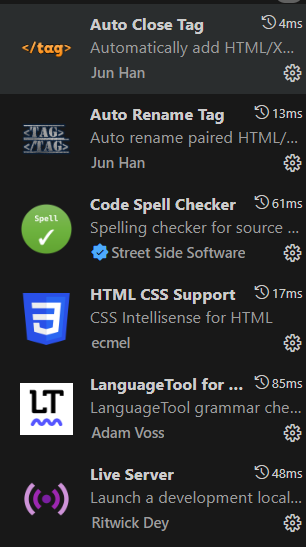 Auto Close Tag 4ms
</tag> Automatically add HTML/X...
Jun Han
Auto Rename Tag 13ms
<TAG>
</TAG> Auto rename paired HTML/...
Jun Han
Code Spell Checker 61ms
Spell
Spelling checker for source ...
Street Side Software
HTML CSS Support 17ms
CSS Intellisense for HTML
ecmel
LanguageTool for ... 85ms
LT LanguageTool grammar che...
Adam Voss
Live Server 48ms
Launch a development local...
Ritwick Dey